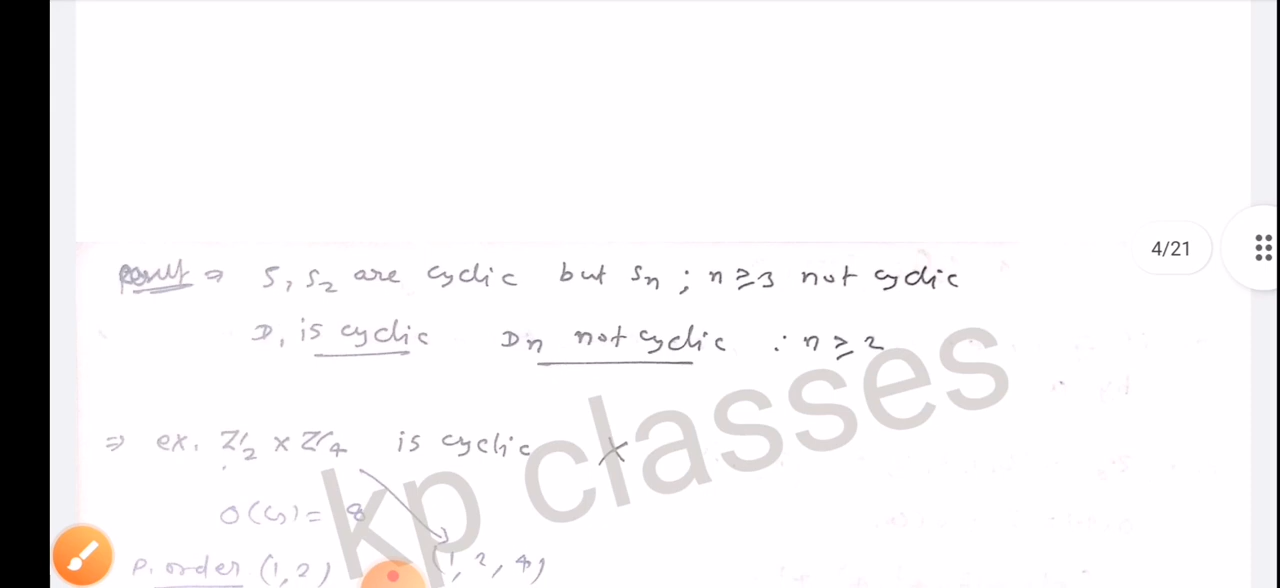 Result ⇒ S₁ S₂ are cyclic but Sn ; n ≥ 3 not cyclic
D₁ is cyclic Dn not cyclic : n ≥ 2
4/21
⇒ ex. ℤ₂ × ℤ₄ is cyclic X
O(G) = 8
P. order (1, 2) (1, 2, 4)
kp classes